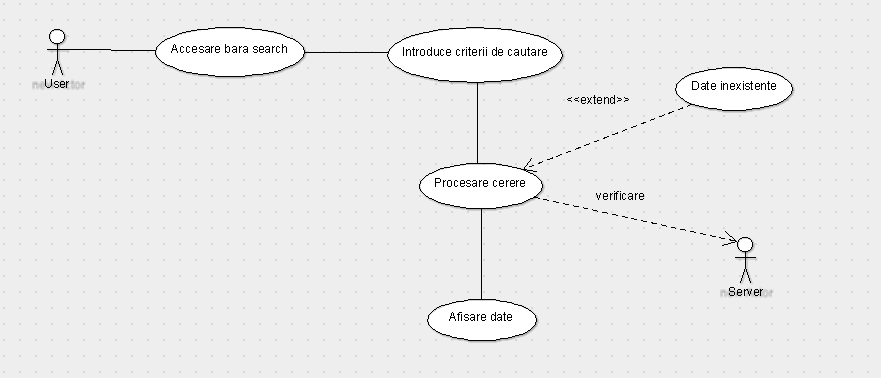 Accesare bara search
Introduce criterii de cautare
User
Date inexistente
<<extend>>
Procesare cerere
verificare
Server
Afisare date